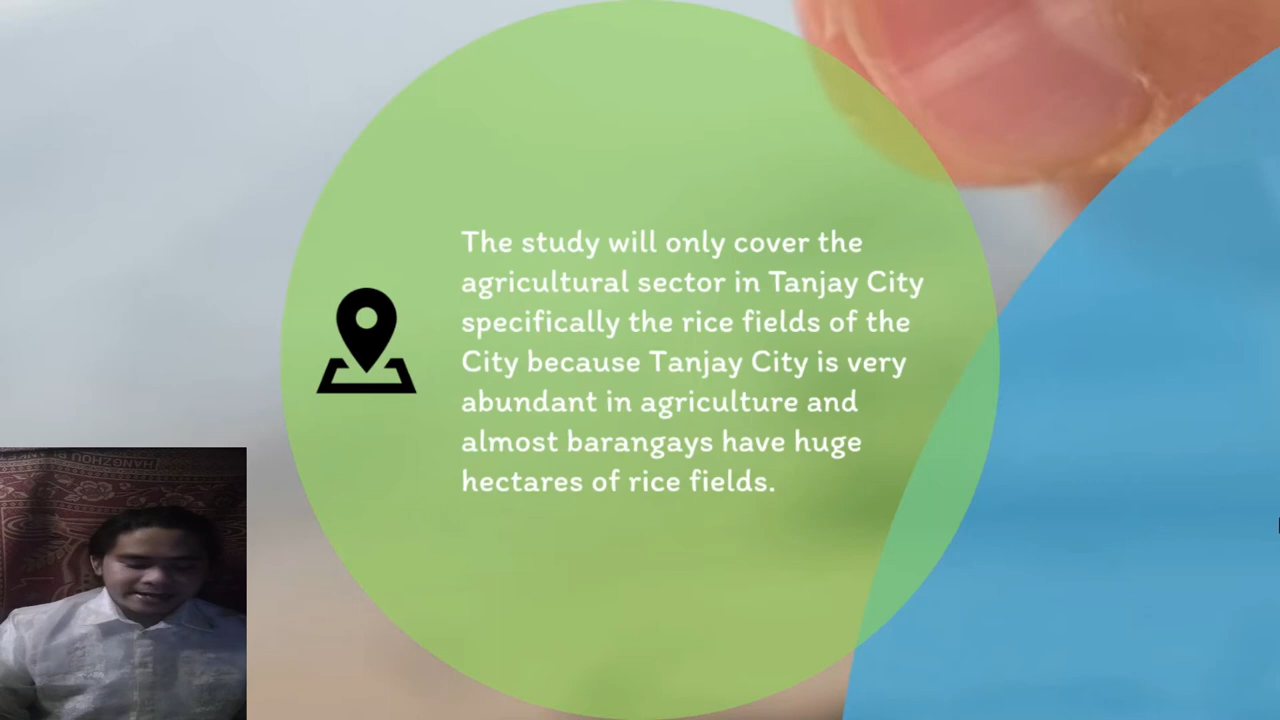 The study will only cover the
agricultural sector in Tanjay City
specifically the rice fields of the
City because Tanjay City is very
abundant in agriculture and
almost barangays have huge
hectares of rice fields.